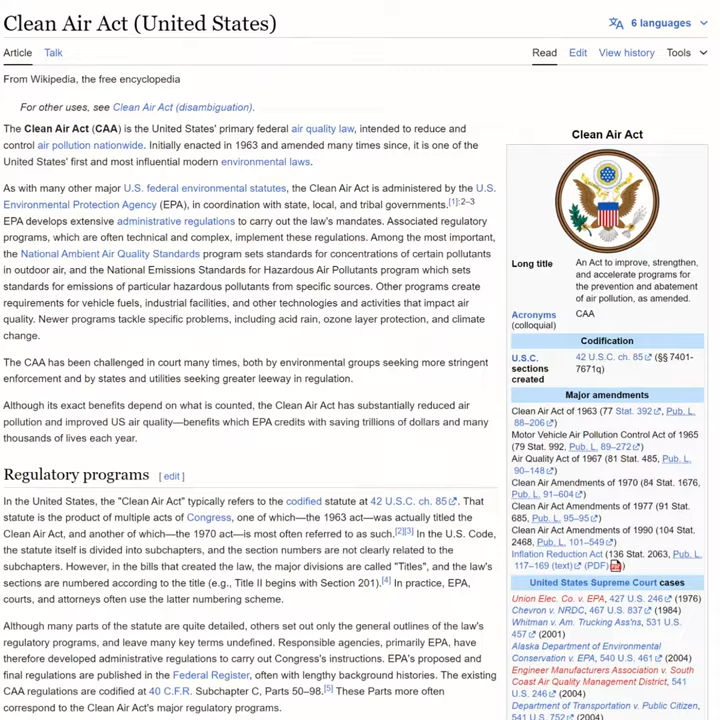 Clean Air Act (United States)
6 languages
Article Talk Read Edit View history Tools
From Wikipedia, the free encyclopedia
For other uses, see Clean Air Act (disambiguation).
The Clean Air Act (CAA) is the United States' primary federal air quality law, intended to reduce and
control air pollution nationwide. Initially enacted in 1963 and amended many times since, it is one of the
United States' first and most influential modern environmental laws.
As with many other major U.S. federal environmental statutes, the Clean Air Act is administered by the U.S.
Environmental Protection Agency (EPA), in coordination with state, local, and tribal governments.[1]:2–3
EPA develops extensive administrative regulations to carry out the law's mandates. Associated regulatory
programs, which are often technical and complex, implement these regulations. Among the most important,
the National Ambient Air Quality Standards program sets standards for concentrations of certain pollutants
in outdoor air, and the National Emissions Standards for Hazardous Air Pollutants program which sets
standards for emissions of particular hazardous pollutants from specific sources. Other programs create
requirements for vehicle fuels, industrial facilities, and other technologies and activities that impact air
quality. Newer programs tackle specific problems, including acid rain, ozone layer protection, and climate
change.
The CAA has been challenged in court many times, both by environmental groups seeking more stringent
enforcement and by states and utilities seeking greater leeway in regulation.
Although its exact benefits depend on what is counted, the Clean Air Act has substantially reduced air
pollution and improved US air quality—benefits which EPA credits with saving trillions of dollars and many
thousands of lives each year.
Regulatory programs [ edit ]
In the United States, the "Clean Air Act" typically refers to the codified statute at 42 U.S.C. ch. 85. That
statute is the product of multiple acts of Congress, one of which—the 1963 act—was actually titled the
Clean Air Act, and another of which—the 1970 act—is most often referred to as such.[2][3] In the U.S. Code,
the statute itself is divided into subchapters, and the section numbers are not clearly related to the
subchapters. However, in the bills that created the law, the major divisions are called "Titles", and the law's
sections are numbered according to the title (e.g., Title II begins with Section 201).[4] In practice, EPA,
courts, and attorneys often use the latter numbering scheme.
Although many parts of the statute are quite detailed, others set out only the general outlines of the law's
regulatory programs, and leave many key terms undefined. Responsible agencies, primarily EPA, have
therefore developed administrative regulations to carry out Congress's instructions. EPA's proposed and
final regulations are published in the Federal Register, often with lengthy background histories. The existing
CAA regulations are codified at 40 C.F.R. Subchapter C, Parts 50–98.[5] These Parts more often
correspond to the Clean Air Act's major regulatory programs.
Clean Air Act
Long title An Act to improve, strengthen,
and accelerate programs for
the prevention and abatement
of air pollution, as amended.
Acronyms CAA
(colloquial)
Codification
U.S.C. 42 U.S.C. ch. 85 (§§ 7401-
sections 7671q)
created
Major amendments
Clean Air Act of 1963 (77 Stat. 392, Pub. L.
88–206)
Motor Vehicle Air Pollution Control Act of 1965
(79 Stat. 992, Pub. L. 89–272)
Air Quality Act of 1967 (81 Stat. 485, Pub. L.
90–148)
Clean Air Amendments of 1970 (84 Stat. 1676,
Pub. L. 91–604)
Clean Air Act Amendments of 1977 (91 Stat.
685, Pub. L. 95–95)
Clean Air Act Amendments of 1990 (104 Stat.
2468, Pub. L. 101–549)
Inflation Reduction Act (136 Stat. 2063, Pub. L.
117–169 (text) (PDF))
United States Supreme Court cases
Union Elec. Co. v. EPA, 427 U.S. 246 (1976)
Chevron v. NRDC, 467 U.S. 837 (1984)
Whitman v. Am. Trucking Ass'ns, 531 U.S.
457 (2001)
Alaska Department of Environmental
Conservation v. EPA, 540 U.S. 461 (2004)
Engineer Manufacturers Association v. South
Coast Air Quality Management District, 541
U.S. 246 (2004)
Department of Transportation v. Public Citizen,
541 U.S. 752 (2004)